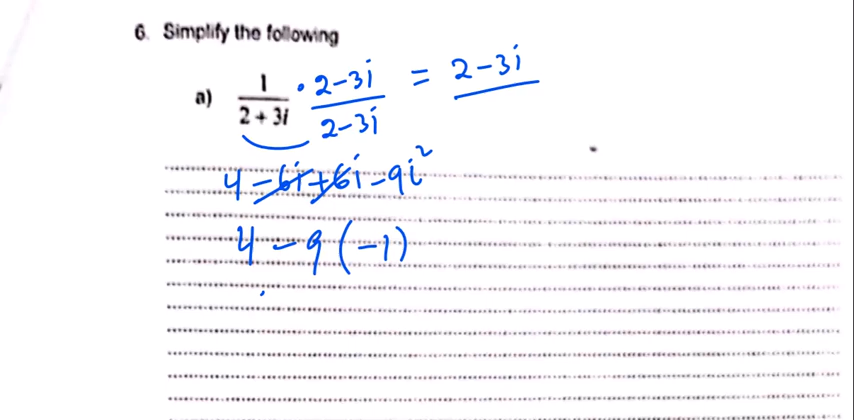 6. Simplify the following
a) 1/(2 + 3i) · (2-3i)/(2-3i) = 2-3i
4 -6i+6i -9i²
4 - 9 (-1)